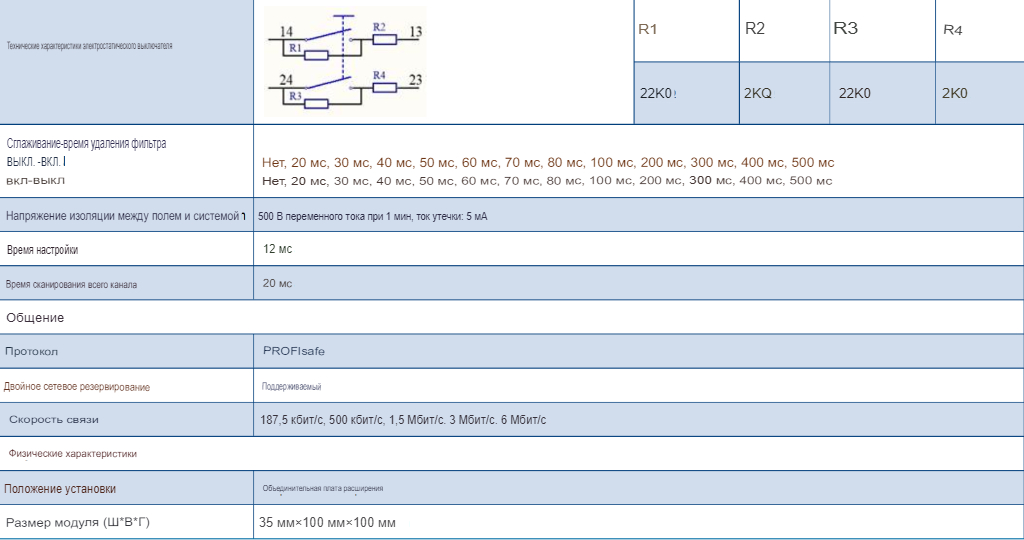 Технические характеристики электростатического выключателя
14 R2 13
R1
24 R4 23
R3
R1 R2 R3 R4
22K0! 2KQ 22K0 2K0
Сглаживание-время удаления фильтра
ВЫКЛ. -ВКЛ. I
вкл-выкл
Нет, 20 мс, 30 мс, 40 мс, 50 мс, 60 мс, 70 мс, 80 мс, 100 мс, 200 мс, 300 мс, 400 мс, 500 мс
Нет, 20 мс, 30 мс, 40 мс, 50 мс, 60 мс, 70 мс, 80 мс, 100 мс, 200 мс, 300 мс, 400 мс, 500 мс
Напряжение изоляции между полем и системой 1 500 В переменного тока при 1 мин, ток утечки: 5 мА
Время настройки 12 мс
Время сканирования всего канала 20 мс
Общение
Протокол PROFIsafe
Двойное сетевое резервирование Поддерживаемый
Скорость связи 187,5 кбит/с, 500 кбит/с, 1,5 Мбит/с. 3 Мбит/с. 6 Мбит/с
Физические характеристики
Положение установки Объединительная плата расширения
Размер модуля (Ш*В*Г) 35 мм×100 мм×100 мм